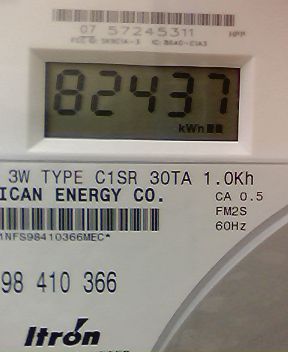 07 57245311
82437
kWh
3W TYPE C1SR 30TA 1.0Kh
ICAN ENERGY CO.
CA 0.5
FM2S
60Hz
1NFS98410366MEC*
98 410 366
Itron